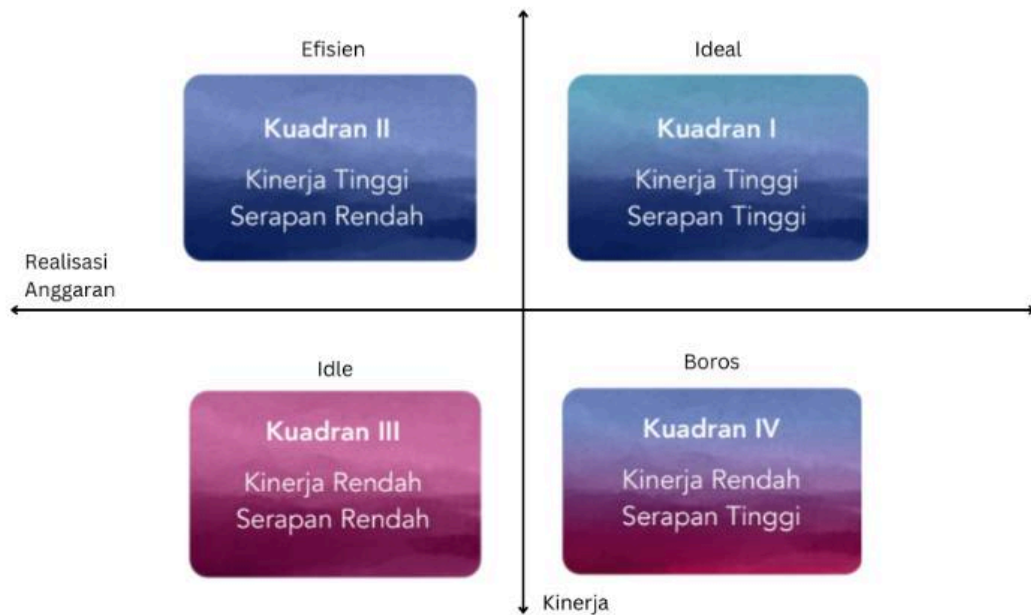 Efisien
Ideal
Kuadran II
Kinerja Tinggi
Serapan Rendah
Kuadran I
Kinerja Tinggi
Serapan Tinggi
Realisasi
Anggaran
Idle
Boros
Kuadran III
Kinerja Rendah
Serapan Rendah
Kuadran IV
Kinerja Rendah
Serapan Tinggi
Kinerja